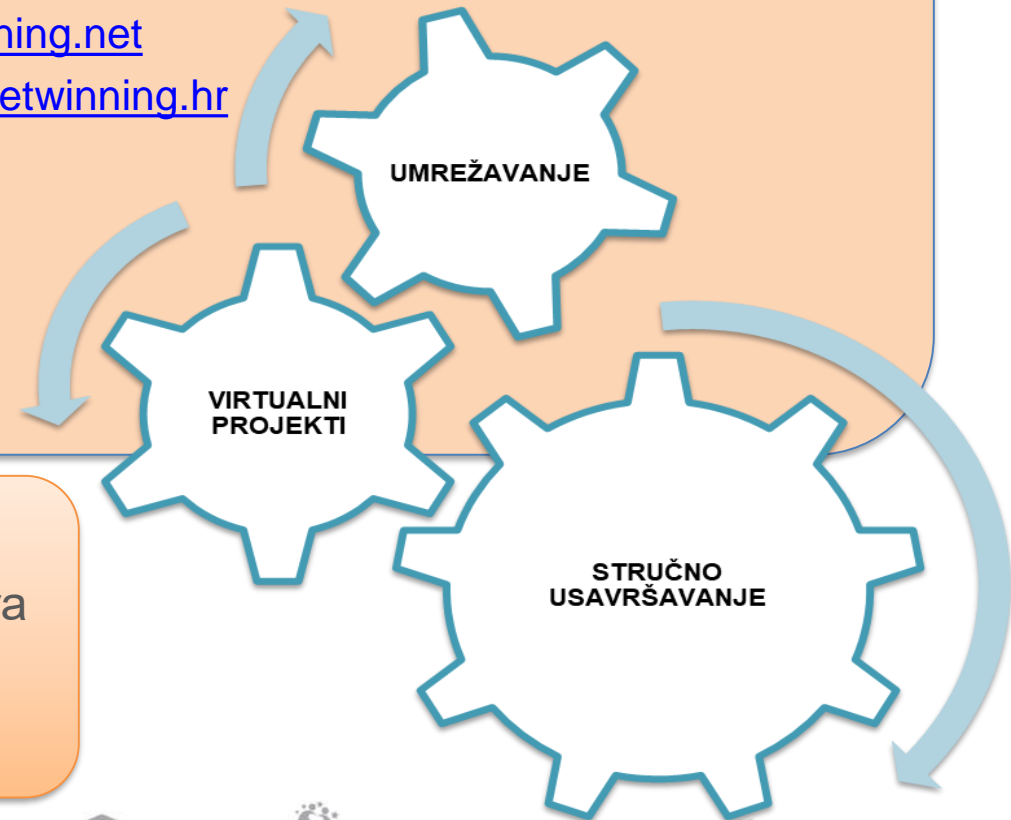 ning.net
etwinning.hr
UMREŽAVANJE
VIRTUALNI
PROJEKTI
STRUČNO
USAVRŠAVANJE
a